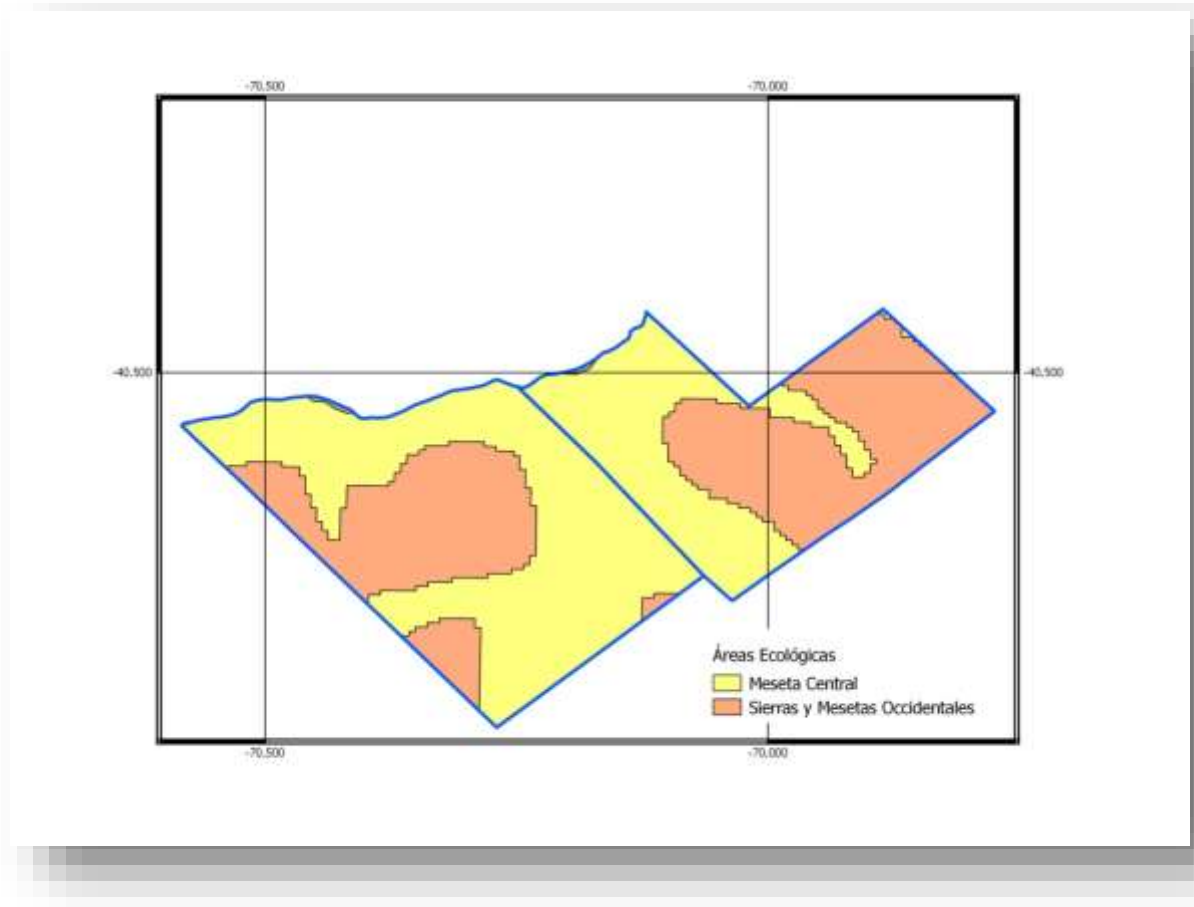 -70.500 -70.000
-40.500 -40.500
Áreas Ecológicas
Meseta Central
Sierras y Mesetas Occidentales
-70.500 -70.000